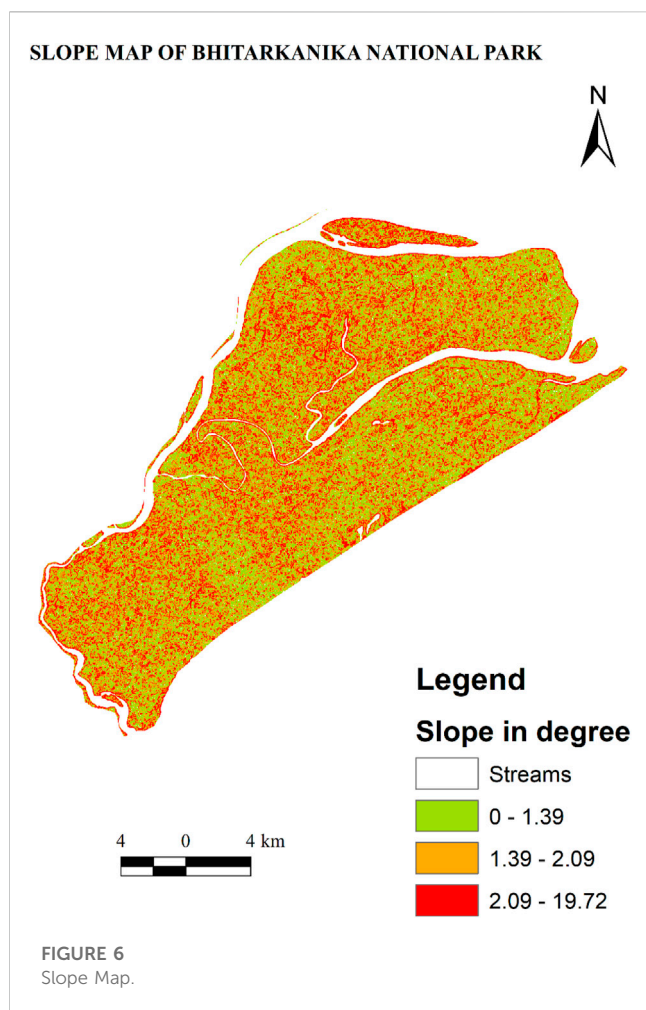 SLOPE MAP OF BHITARKANIKA NATIONAL PARK
N
Legend
Slope in degree
Streams
0 - 1.39
1.39 - 2.09
2.09 - 19.72
4 0 4 km
FIGURE 6
Slope Map.